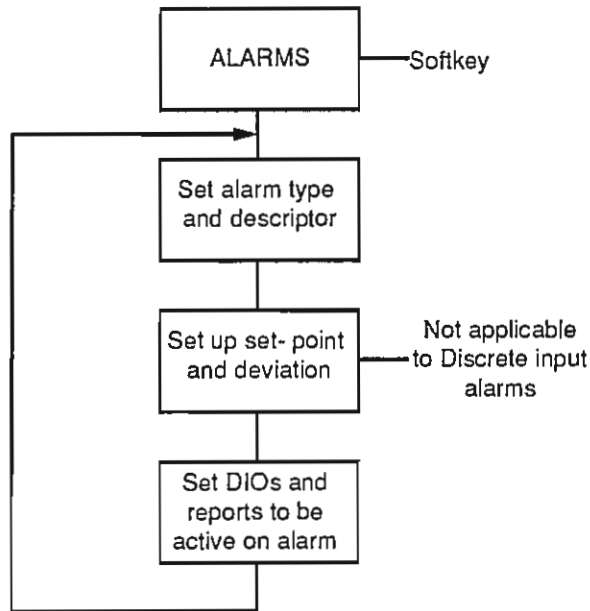 ALARMS
Softkey
Set alarm type
and descriptor
Set up set- point
and deviation
Not applicable
to Discrete input
alarms
Set DIOs and
reports to be
active on alarm